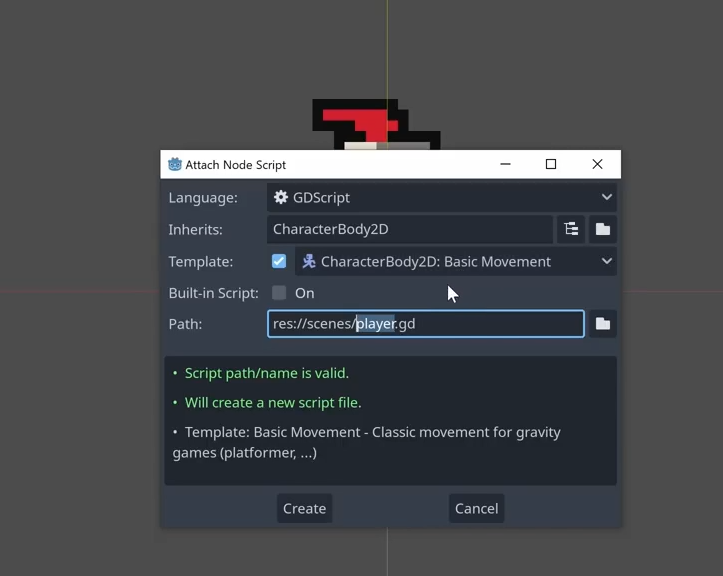 Attach Node Script
Language: GDScript
Inherits: CharacterBody2D
Template: CharacterBody2D: Basic Movement
Built-in Script: On
Path: res://scenes/player.gd
• Script path/name is valid.
• Will create a new script file.
• Template: Basic Movement - Classic movement for gravity
games (platformer, ...)
Create Cancel